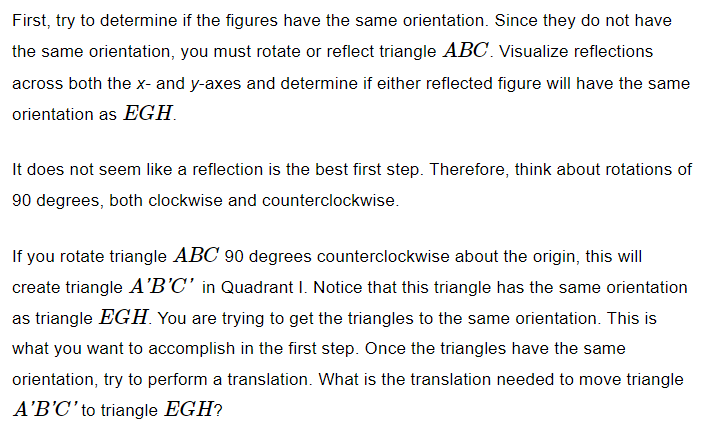 First, try to determine if the figures have the same orientation. Since they do not have
the same orientation, you must rotate or reflect triangle ABC. Visualize reflections
across both the x- and y-axes and determine if either reflected figure will have the same
orientation as EGH.
It does not seem like a reflection is the best first step. Therefore, think about rotations of
90 degrees, both clockwise and counterclockwise.
If you rotate triangle ABC 90 degrees counterclockwise about the origin, this will
create triangle A'B'C' in Quadrant I. Notice that this triangle has the same orientation
as triangle EGH. You are trying to get the triangles to the same orientation. This is
what you want to accomplish in the first step. Once the triangles have the same
orientation, try to perform a translation. What is the translation needed to move triangle
A'B'C' to triangle EGH?